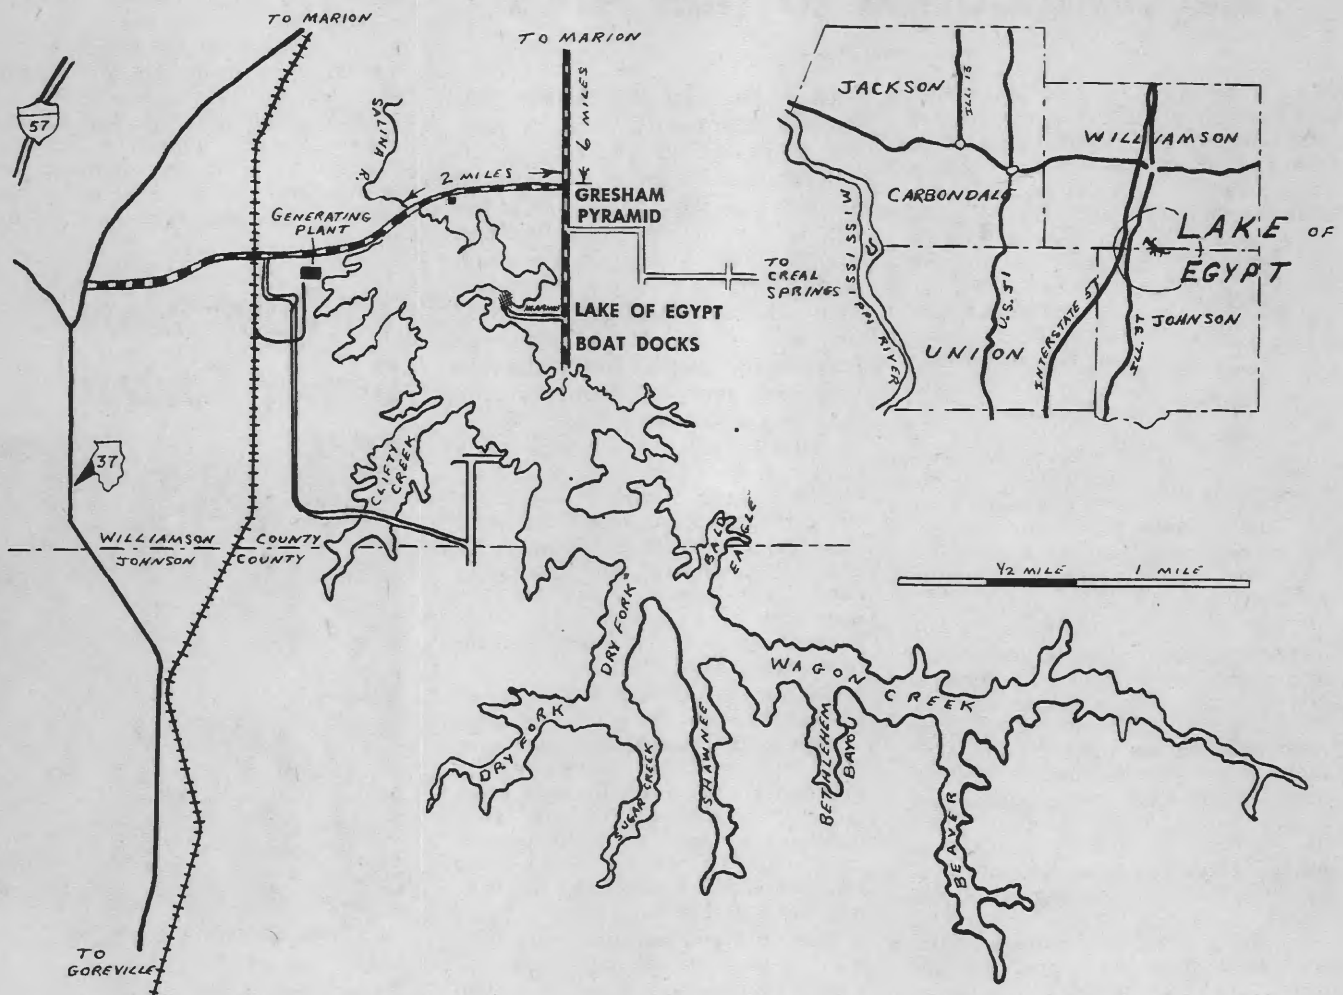 TO MARION
TO MARION
57
SALINA R.
6 MILES
2 MILES
GENERATING
PLANT
GRESHAM
PYRAMID
TO
CREAL
SPRINGS
LAKE OF EGYPT
BOAT DOCKS
37
CLIFTY
CREEK
WILLIAMSON COUNTY
JOHNSON COUNTY
BALD
EAGLE
DRY FORK
DRY FORK
SUGAR CREEK
SHAWNEE
WAGON CREEK
BETHLEHEM
BAYOU
BEAVER
TO
GOREVILLE
JACKSON
ILL. 13
WILLIAMSON
CARBONDALE
MISSISSIPPI RIVER
UNION
U.S. 51
INTERSTATE 57
ILL. 37
JOHNSON
LAKE OF
EGYPT
1/2 MILE
1 MILE